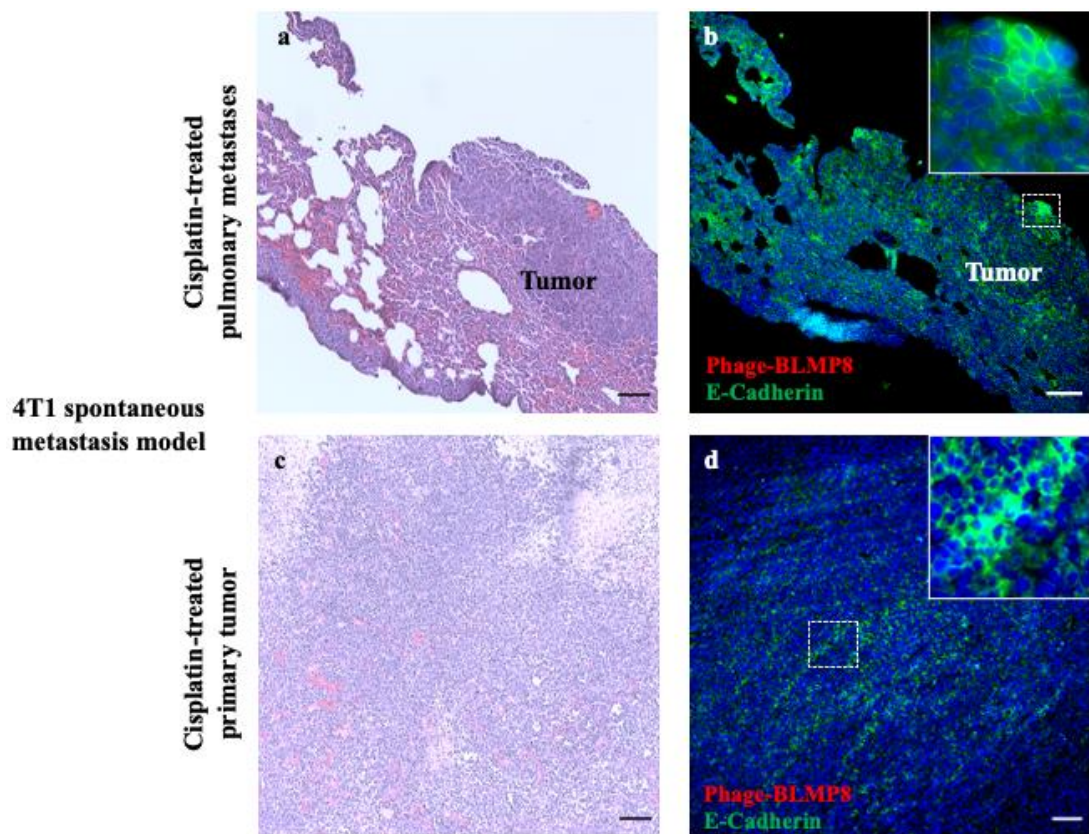 4T1 spontaneous
metastasis model
Cisplatin-treated
pulmonary metastases
a
Tumor
b
Tumor
Phage-BLMP8
E-Cadherin
Cisplatin-treated
primary tumor
c
d
Phage-BLMP8
E-Cadherin